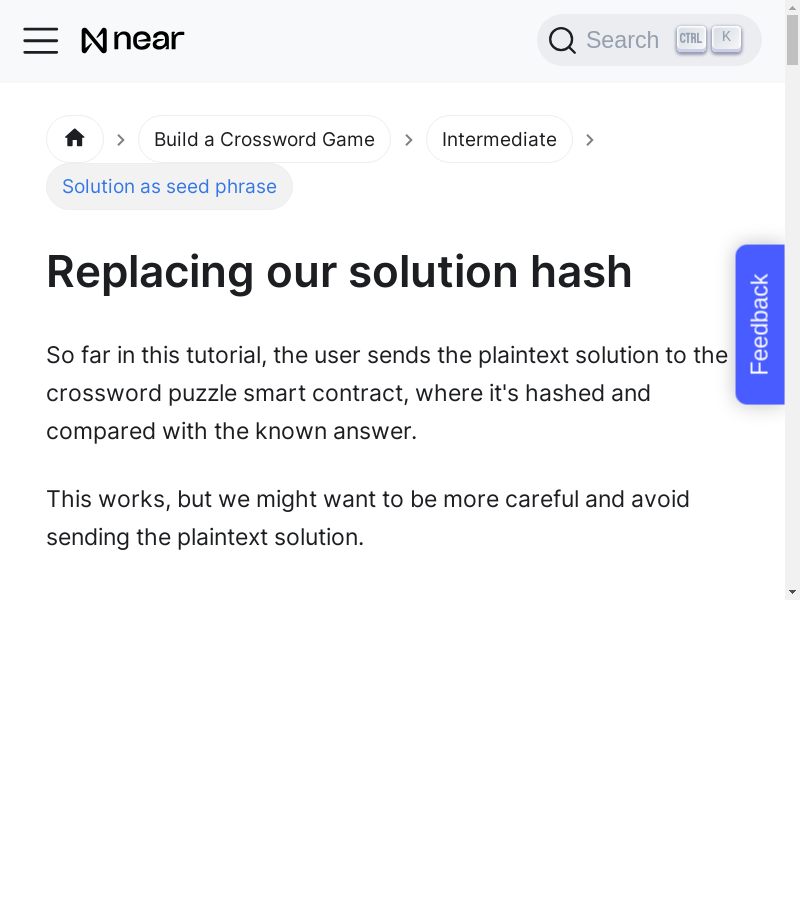 near
Search CTRL K
Build a Crossword Game
Intermediate
Solution as seed phrase
Replacing our solution hash
Feedback
So far in this tutorial, the user sends the plaintext solution to the
crossword puzzle smart contract, where it's hashed and
compared with the known answer.
This works, but we might want to be more careful and avoid
sending the plaintext solution.